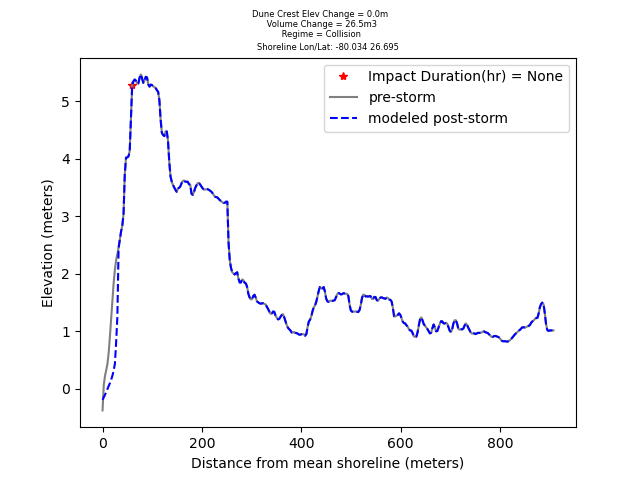 Dune Crest Elev Change = 0.0m
Volume Change = 26.5m3
Regime = Collision
Shoreline Lon/Lat: -80.034 26.695
Impact Duration(hr) = None
pre-storm
modeled post-storm
Elevation (meters)
5
4
3
2
1
0
0 200 400 600 800
Distance from mean shoreline (meters)